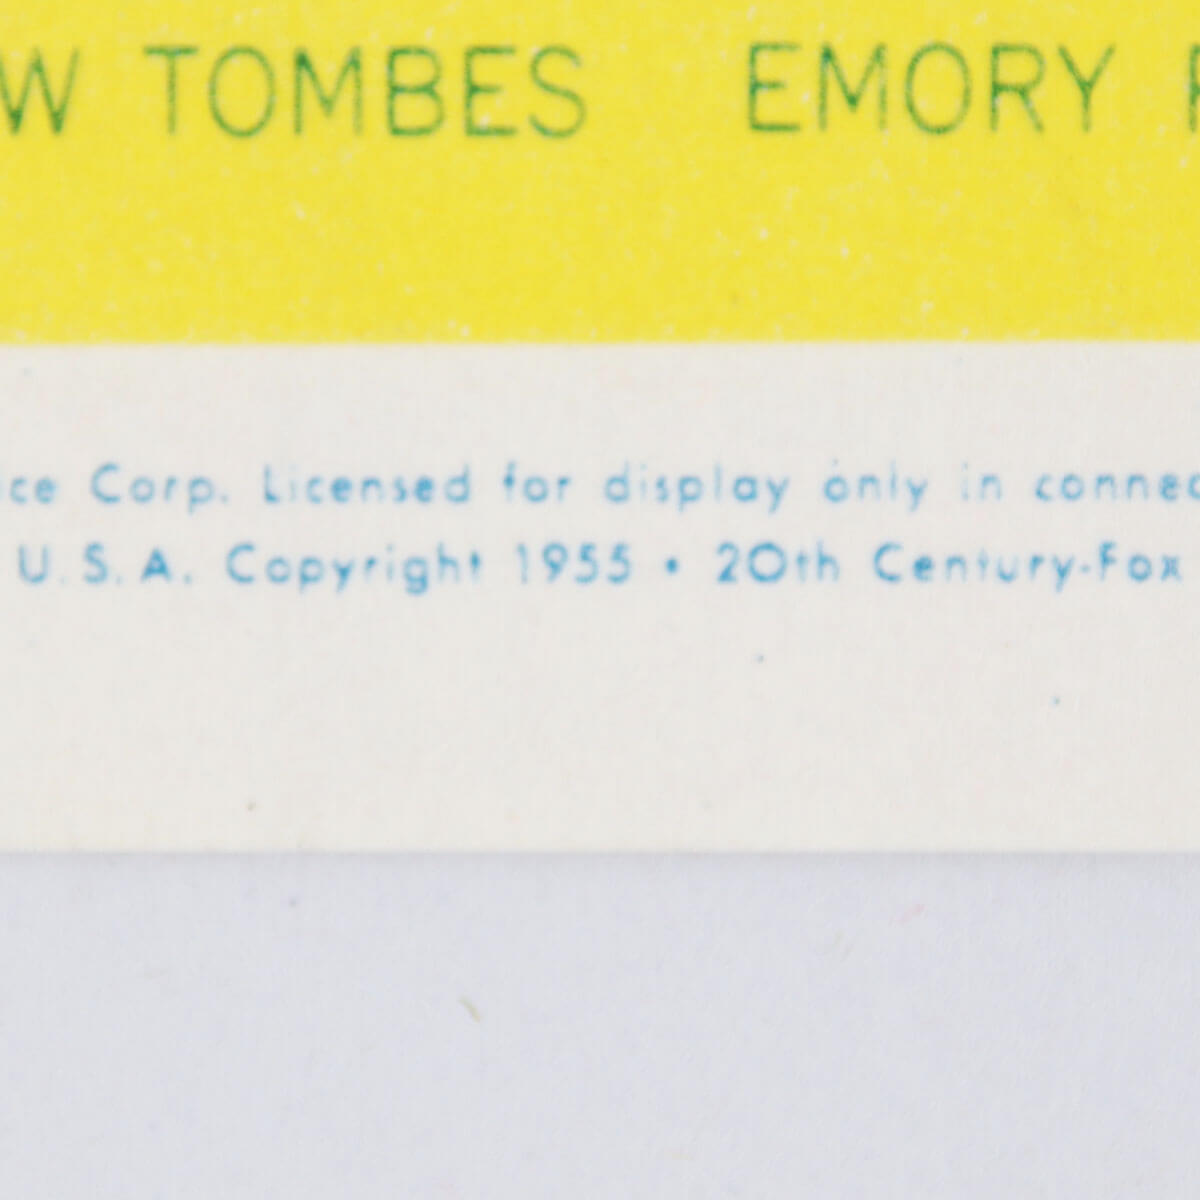 W TOMBES EMORY
ice Corp. Licensed for display only in connec
U.S.A. Copyright 1955 • 20th Century-Fox